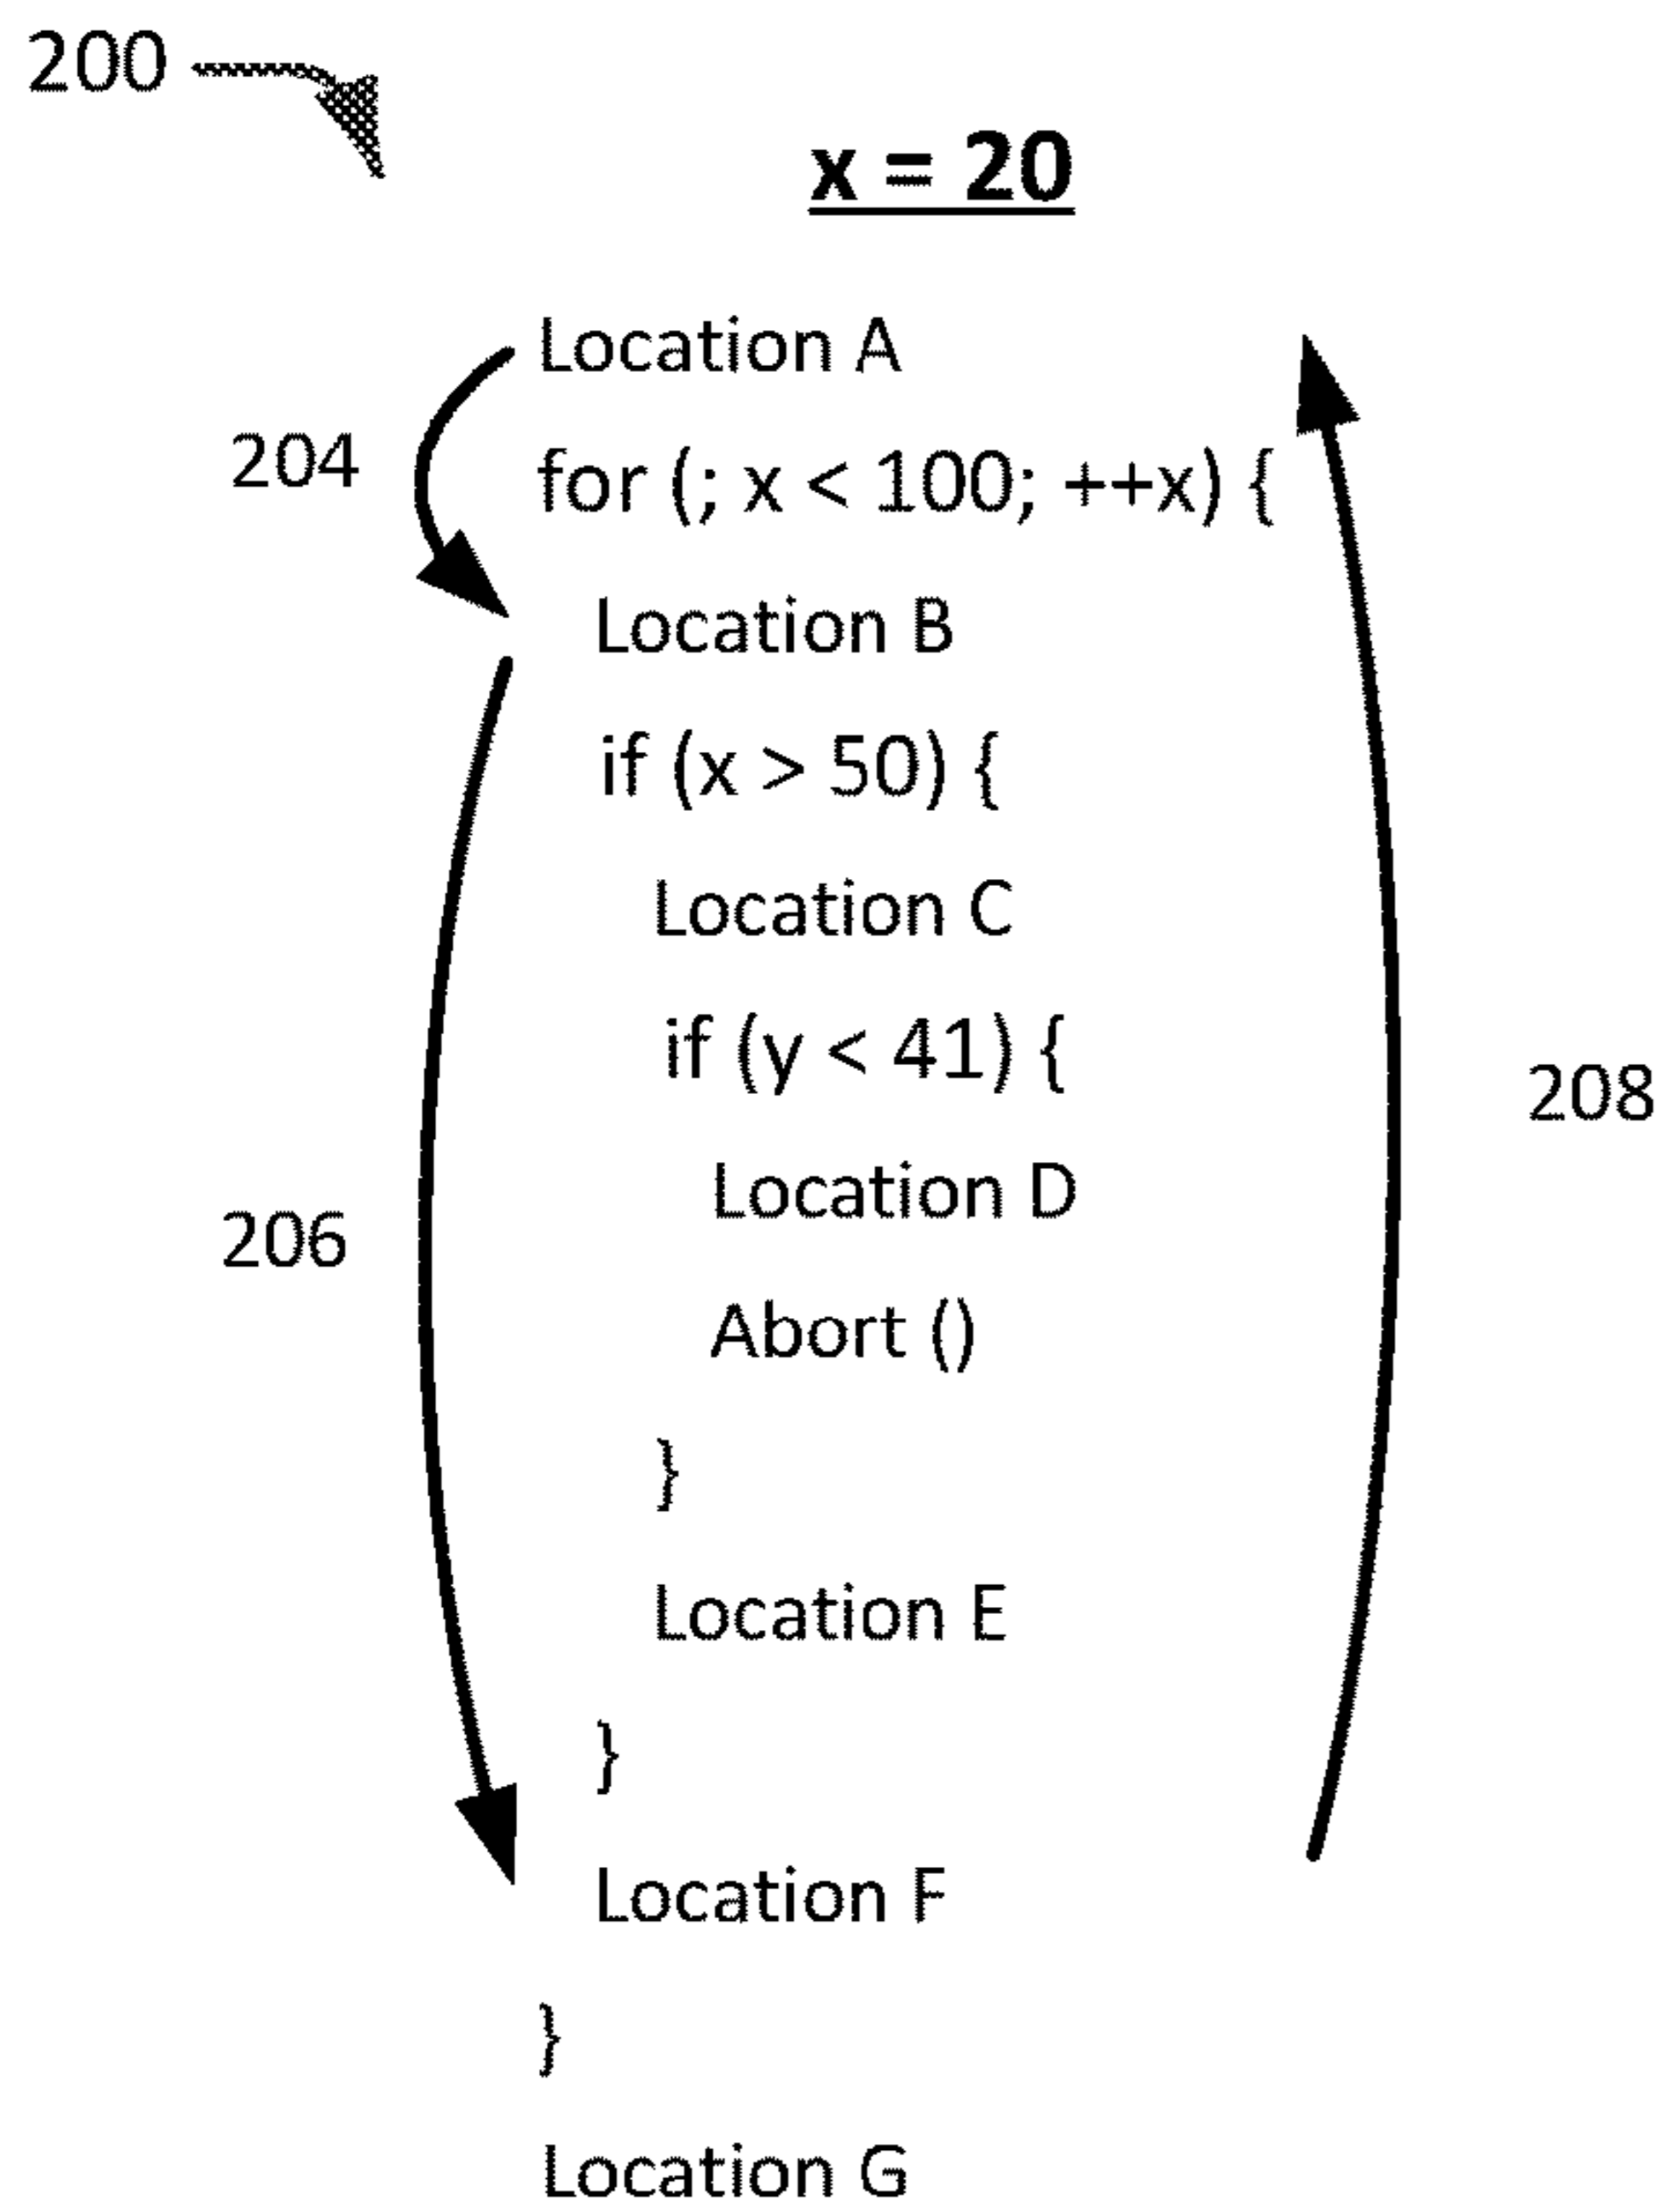 200
x = 20
Location A
204
for (; x < 100; ++x) {
Location B
if (x > 50) {
Location C
if (y < 41) {
208
Location D
206
Abort ()
}
Location E
}
Location F
}
Location G